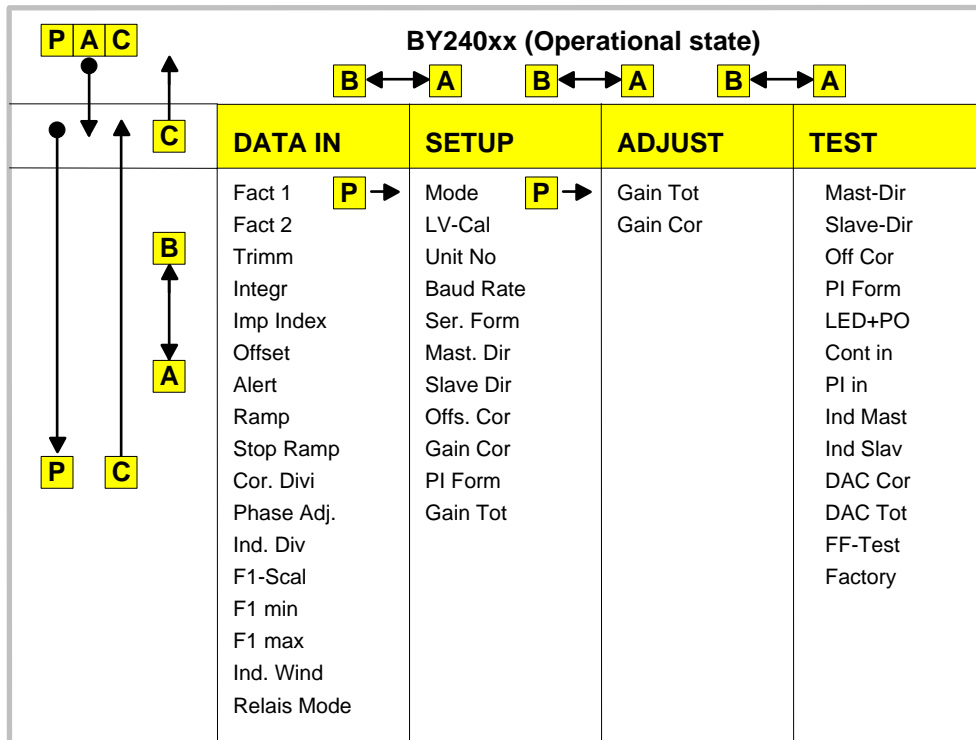 P A C
BY240xx (Operational state)
B A B A B A
C
DATA IN SETUP ADJUST TEST
Fact 1 P Mode P Gain Tot Mast-Dir
Fact 2 LV-Cal Gain Cor Slave-Dir
B
Trimm Unit No Off Cor
Integr Baud Rate PI Form
Imp Index Ser. Form LED+PO
Offset Mast. Dir Cont in
A
Alert Slave Dir PI in
Ramp Offs. Cor Ind Mast
Stop Ramp Gain Cor Ind Slav
P C
Cor. Divi PI Form DAC Cor
Phase Adj. Gain Tot DAC Tot
Ind. Div FF-Test
F1-Scal Factory
F1 min
F1 max
Ind. Wind
Relais Mode